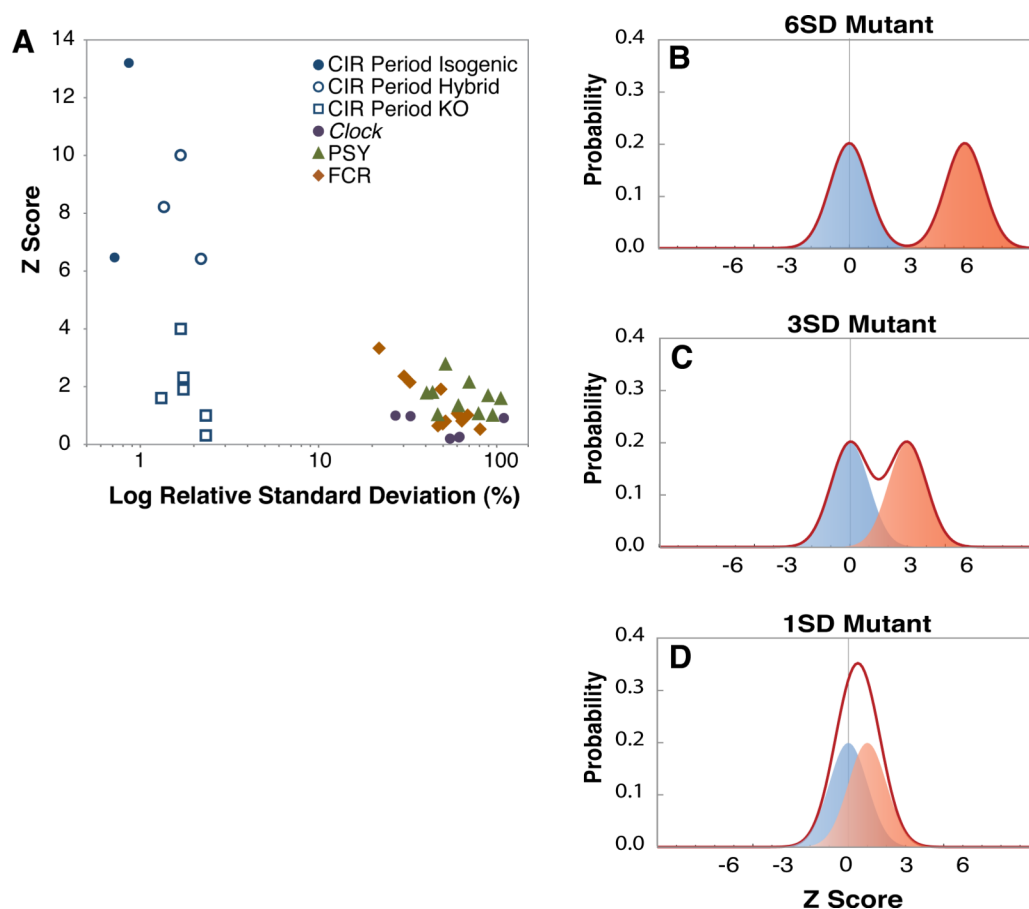 A
14
12
10
8
6
4
2
0
Z Score
CIR Period Isogenic
CIR Period Hybrid
CIR Period KO
Clock
PSY
FCR
1 10 100
Log Relative Standard Deviation (%)
6SD Mutant
B
0.4
0.3
0.2
0.1
0.0
Probability
-6 -3 0 3 6
3SD Mutant
C
0.4
0.3
0.2
0.1
0.0
Probability
-6 -3 0 3 6
1SD Mutant
D
0.4
0.3
0.2
0.1
0.0
Probability
-6 -3 0 3 6
Z Score